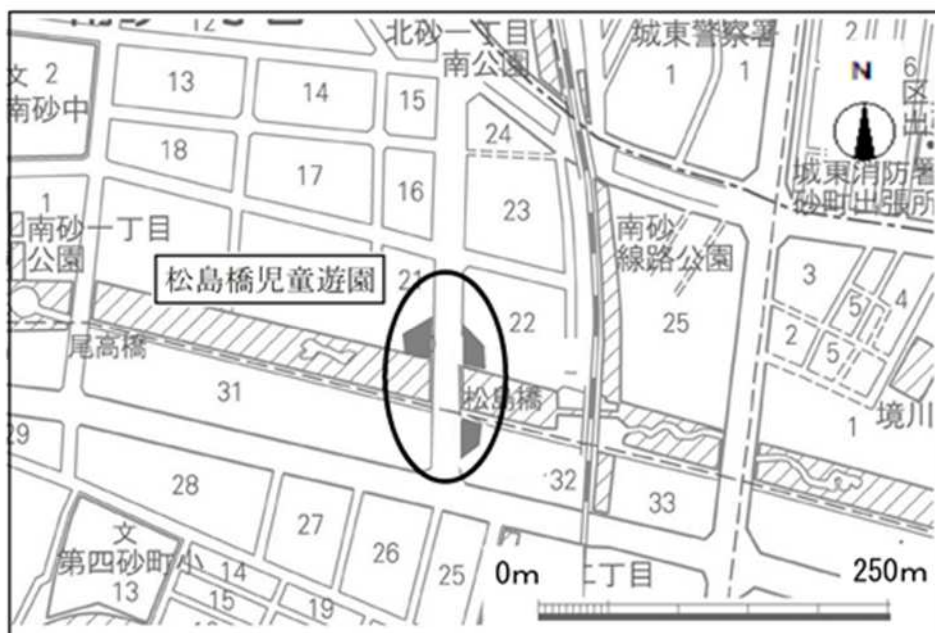 12
北砂一丁目
南公園
城東警察署
1
1
2
6
N
区
出
文 2
南砂中
13
14
15
24
18
17
16
23
城東消防署
砂町出張所
1
南砂一丁目
公園
松島橋児童遊園
21
22
南砂
線路公園
25
3
5
4
2
5
尾高橋
31
松島橋
1
境川
29
28
27
26
25
32
33
文
第四砂町小
13
14
15
19
0m
二丁目
250m